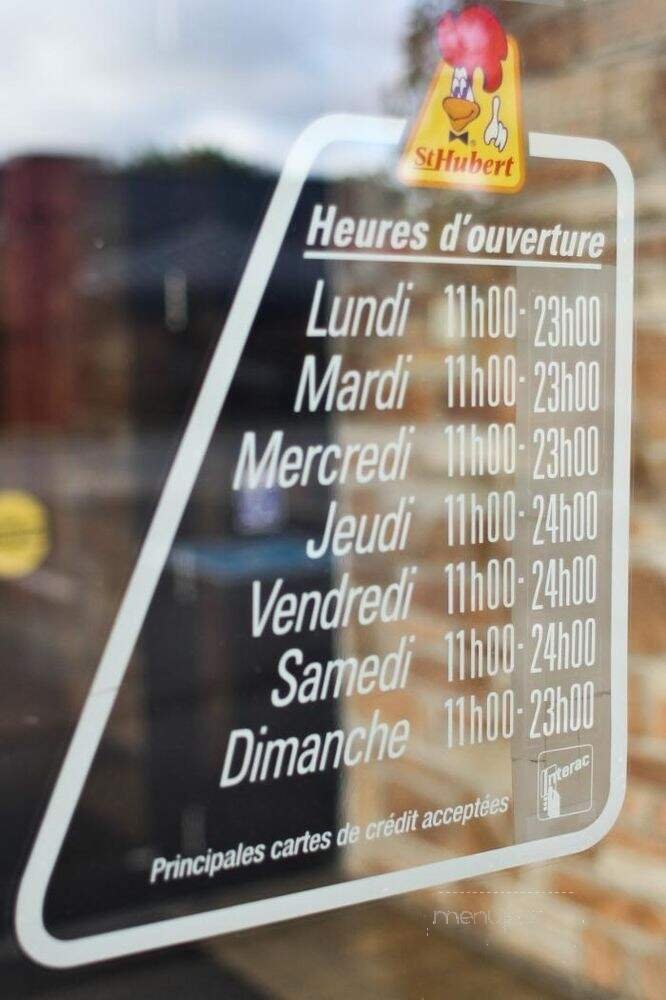 StHubert
Heures d'ouverture
Lundi 11h00- 23h00
Mardi 11h00- 23h00
Mercredi 11h00- 23h00
Jeudi 11h00- 24h00
Vendredi 11h00- 24h00
Samedi 11h00- 24h00
Dimanche 11h00- 23h00
Interac
Principales cartes de crédit acceptées